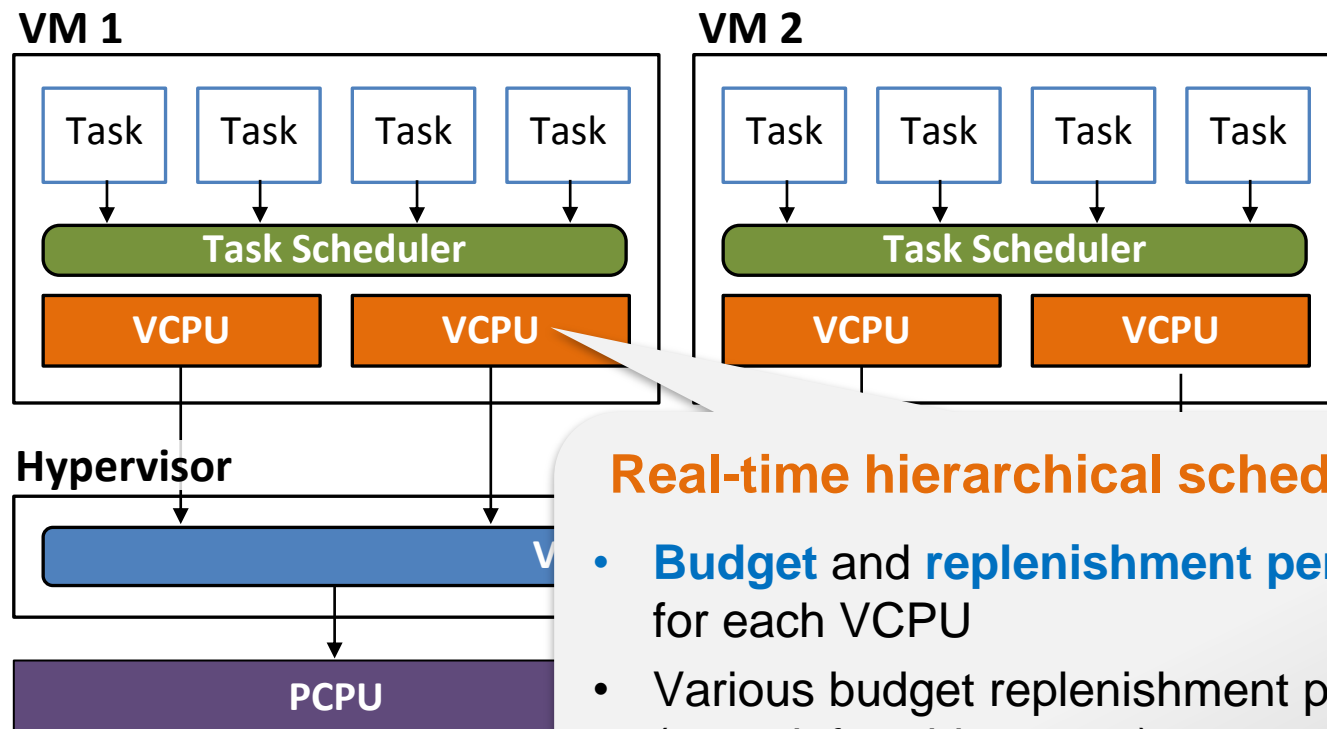 VM 1
VM 2
Task Task Task Task
Task Task Task Task
Task Scheduler
Task Scheduler
VCPU VCPU
VCPU VCPU
Hypervisor
V
PCPU
Real-time hierarchical sched
• Budget and replenishment per
for each VCPU
• Various budget replenishment p